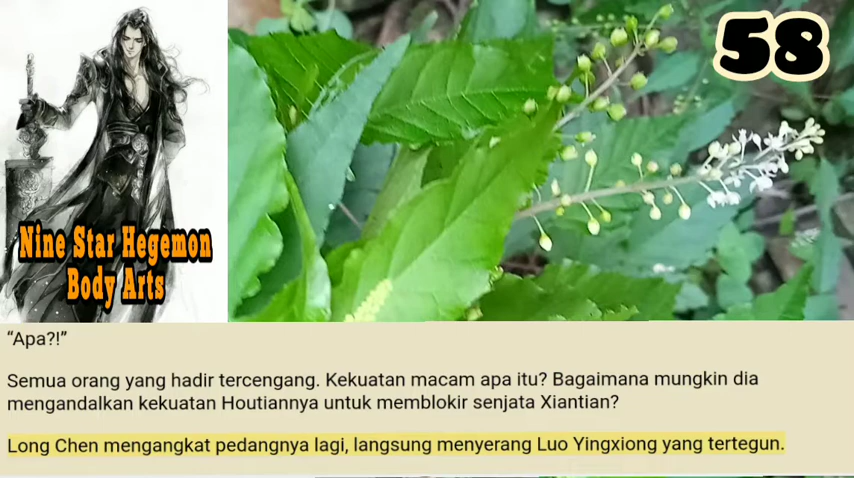 58
Nine Star Hegemon
Body Arts
“Apa?!”
Semua orang yang hadir tercengang. Kekuatan macam apa itu? Bagaimana mungkin dia
mengandalkan kekuatan Houtiannya untuk memblokir senjata Xiantian?
Long Chen mengangkat pedangnya lagi, langsung menyerang Luo Yingxiong yang tertegun.